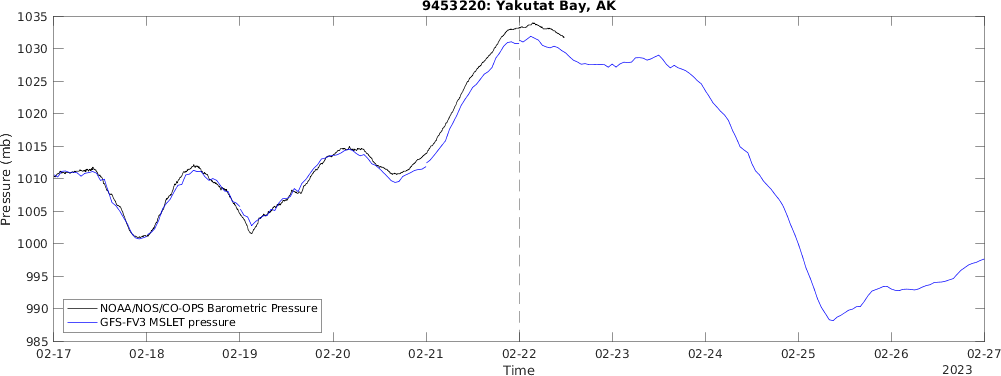 9453220: Yakutat Bay, AK
Pressure (mb)
1035
1030
1025
1020
1015
1010
1005
1000
995
990
985
NOAA/NOS/CO-OPS Barometric Pressure
GFS-FV3 MSLET pressure
02-17 02-18 02-19 02-20 02-21 02-22 02-23 02-24 02-25 02-26 02-27
Time
2023